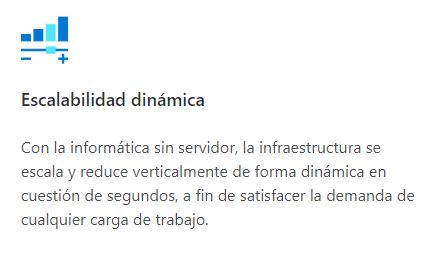 Escalabilidad dinámica
Con la informática sin servidor, la infraestructura se
escala y reduce verticalmente de forma dinámica en
cuestión de segundos, a fin de satisfacer la demanda de
cualquier carga de trabajo.